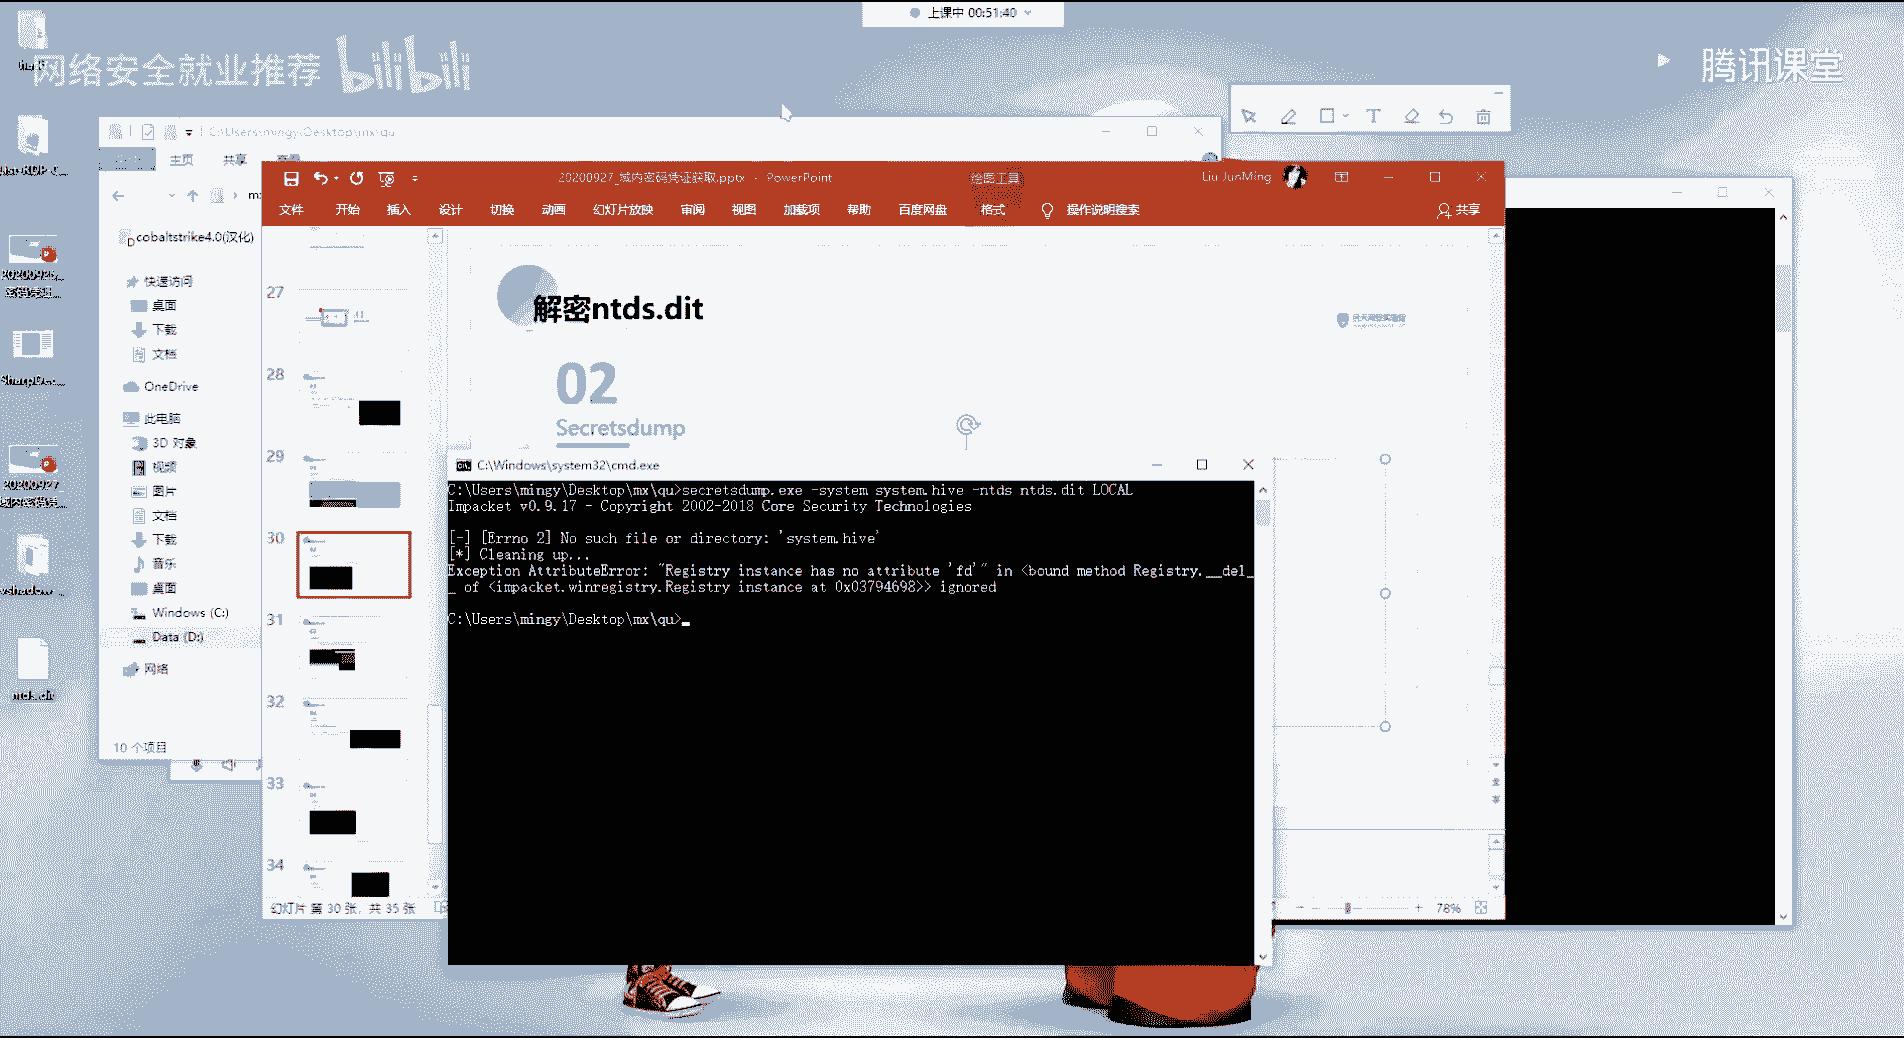 上课中 00:51:40
网络安全就业推荐 bilibili
腾讯课堂
C:\Users\mingy\Desktop\mx\qu
主页 共享
20200927_域内密码凭证获取.pptx - PowerPoint
绘图工具
Liu JunMing
文件 开始 插入 设计 切换 动画 幻灯片放映 审阅 视图 加载项 帮助 百度网盘 格式 操作说明搜索 共享
cobaltstrike4.0(汉化)
快速访问
桌面
下载
文档
OneDrive
此电脑
3D 对象
视频
图片
文档
下载
音乐
桌面
Windows (C:)
Data (D:)
网络
10 个项目
27
28
29
30
31
32
33
34
解密ntds.dit
02
Secretsdump
C:\Windows\system32\cmd.exe
C:\Users\mingy\Desktop\mx\qu>secretsdump.exe -system system.hive -ntds ntds.dit LOCAL
Impacket v0.9.17 - Copyright 2002-2018 Core Security Technologies
[-] [Errno 2] No such file or directory: 'system.hive'
[*] Cleaning up...
Exception AttributeError: "Registry instance has no attribute 'fd'" in <bound method Registry.__del_
_ of <impacket.winregistry.Registry instance at 0x03794698>> ignored
C:\Users\mingy\Desktop\mx\qu>
幻灯片 第 30 张，共 35 张
78%
ntds.dit